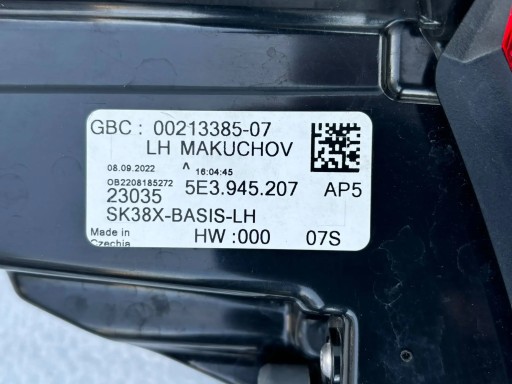 GBC : 00213385-07
LH MAKUCHOV
08.09.2022 ^ 16:04:45
OB2208185272
5E3.945.207 AP5
23035
SK38X-BASIS-LH
Made in
Czechia
HW :000 07S